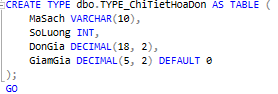 CREATE TYPE dbo.TYPE_ChiTietHoaDon AS TABLE (
MaSach VARCHAR(10),
SoLuong INT,
DonGia DECIMAL(18, 2),
GiamGia DECIMAL(5, 2) DEFAULT 0
);
GO